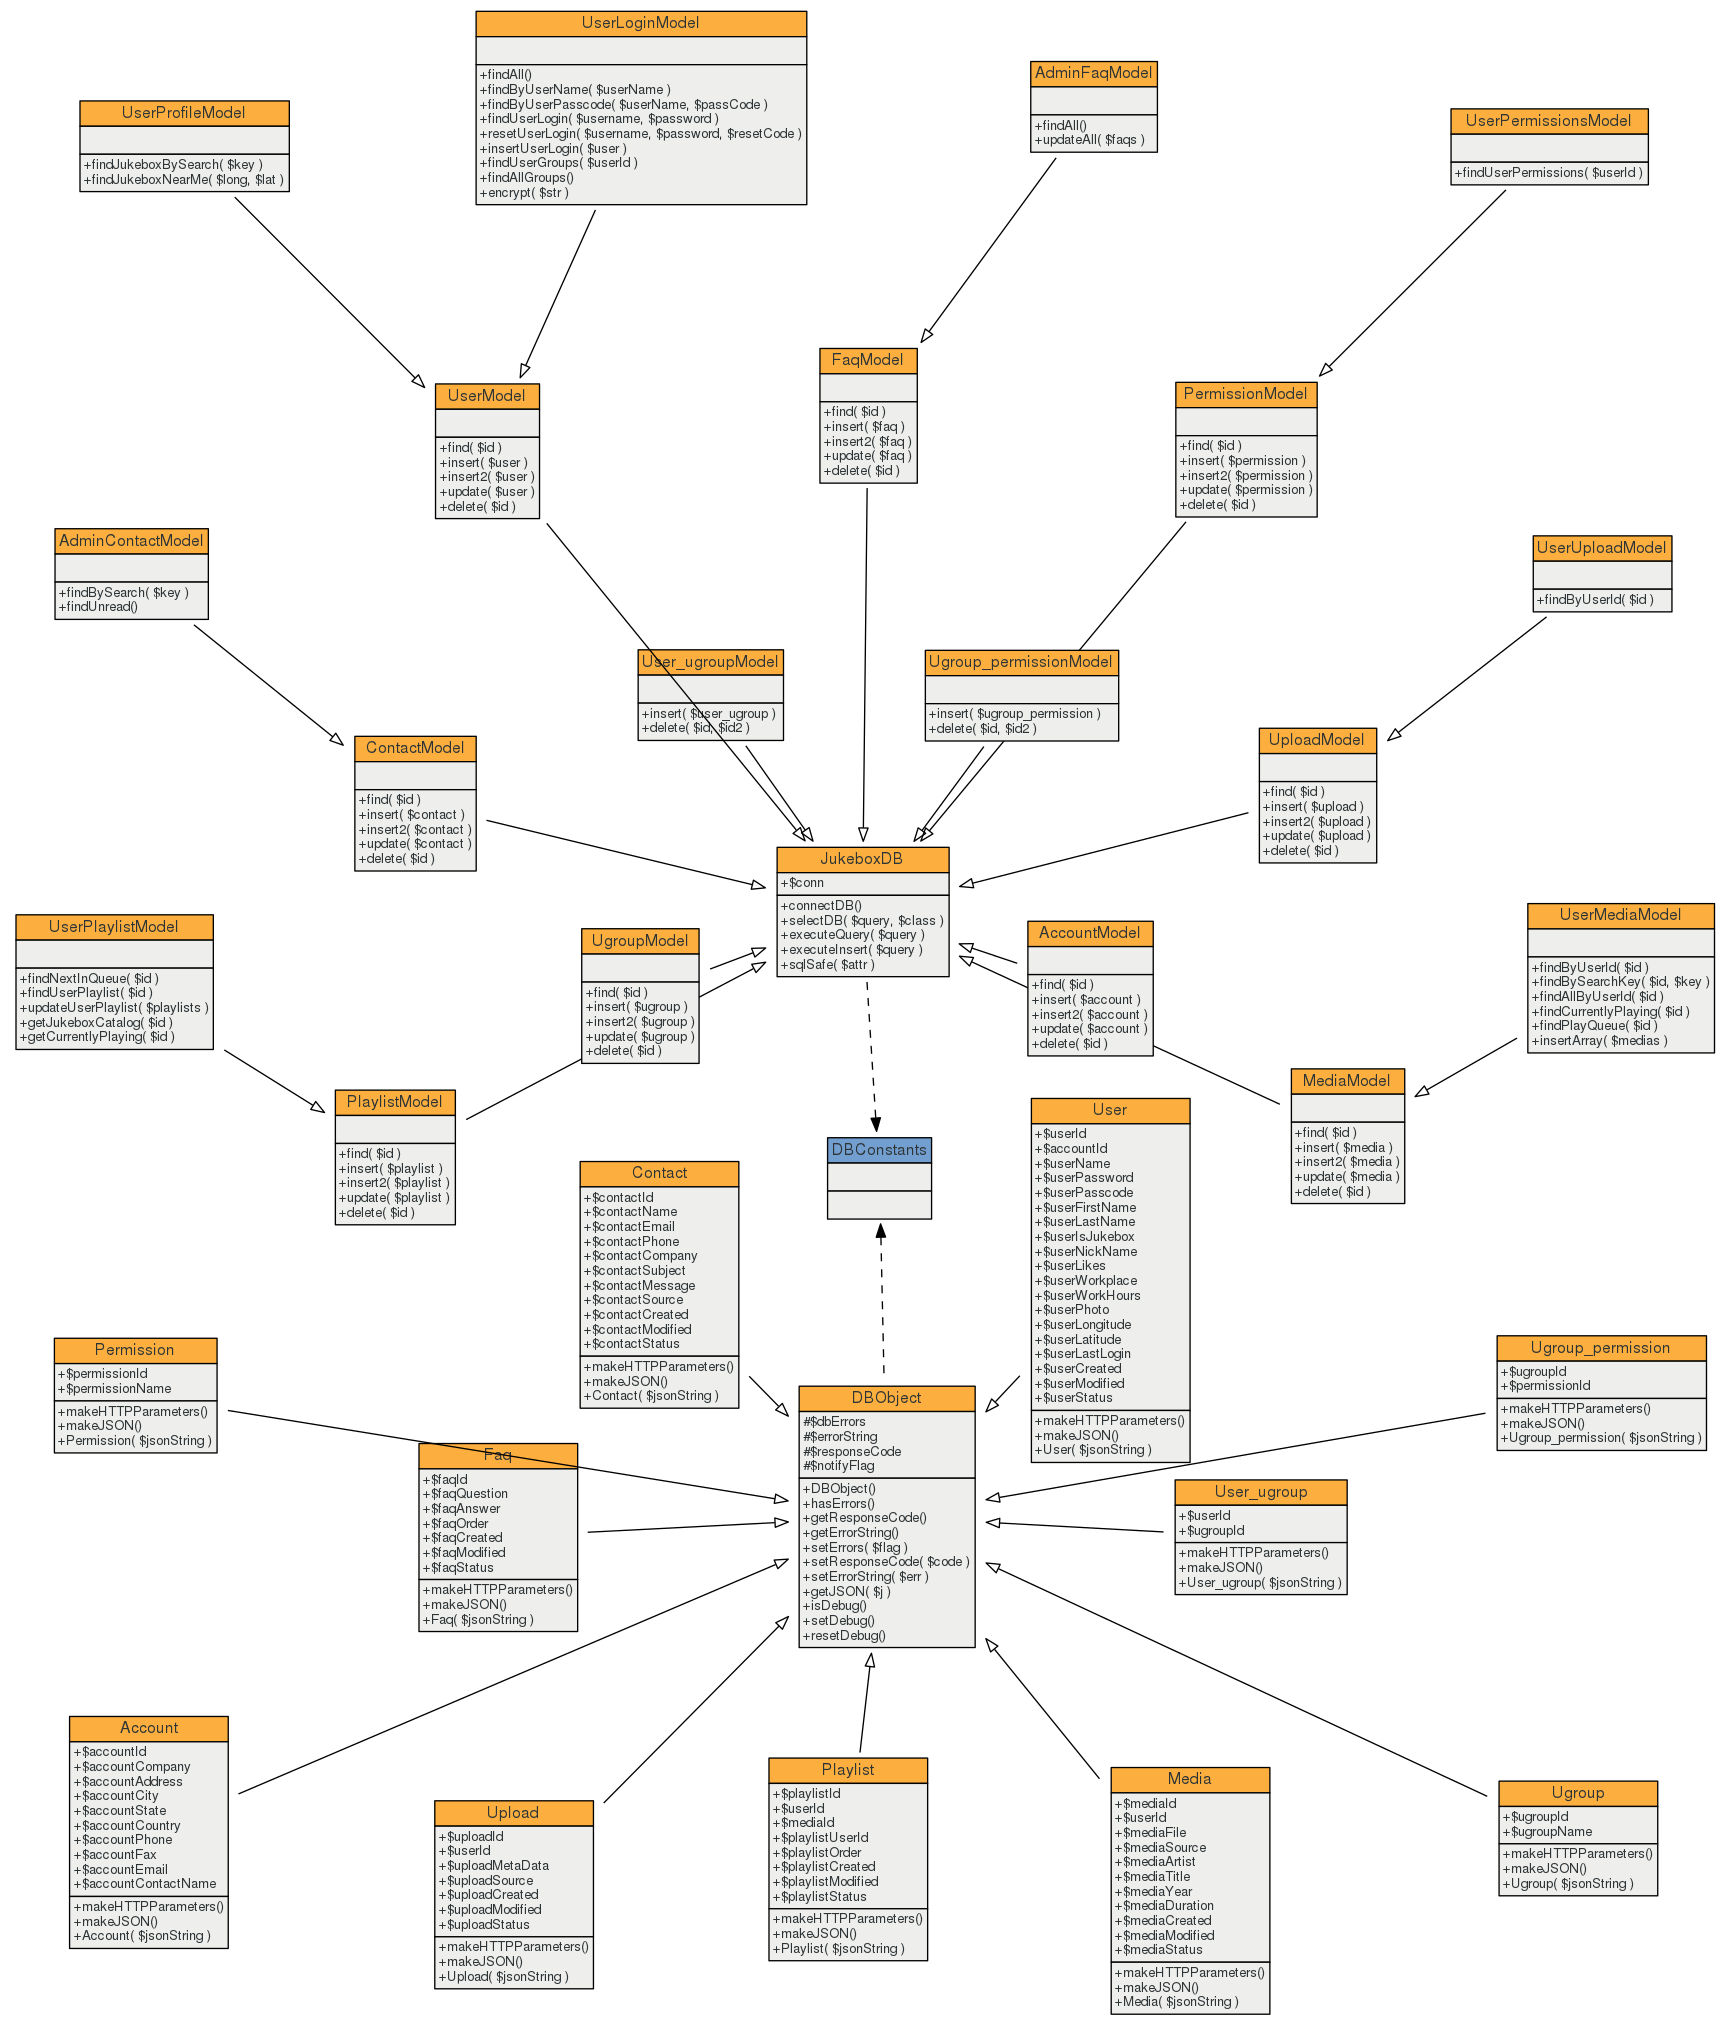 UserLoginModel
+findAll()
+findByUserName( $userName )
+findByUserPasscode( $userName, $passCode )
+findUserLogin( $username, $password )
+resetUserLogin( $username, $password, $resetCode )
+insertUserLogin( $user )
+findUserGroups( $userId )
+findAllGroups()
+encrypt( $str )
AdminFaqModel
+findAll()
+updateAll( $faqs )
UserProfileModel
+findJukeboxBySearch( $key )
+findJukeboxNearMe( $long, $lat )
UserPermissionsModel
+findUserPermissions( $userId )
FaqModel
+find( $id )
+insert( $faq )
+insert2( $faq )
+update( $faq )
+delete( $id )
UserModel
+find( $id )
+insert( $user )
+insert2( $user )
+update( $user )
+delete( $id )
PermissionModel
+find( $id )
+insert( $permission )
+insert2( $permission )
+update( $permission )
+delete( $id )
AdminContactModel
+findBySearch( $key )
+findUnread()
UserUploadModel
+findByUserId( $id )
User_ugroupModel
+insert( $user_ugroup )
+delete( $id, $id2 )
Ugroup_permissionModel
+insert( $ugroup_permission )
+delete( $id, $id2 )
ContactModel
+find( $id )
+insert( $contact )
+insert2( $contact )
+update( $contact )
+delete( $id )
UploadModel
+find( $id )
+insert( $upload )
+insert2( $upload )
+update( $upload )
+delete( $id )
JukeboxDB
+$conn
+connectDB()
+selectDB( $query, $class )
+executeQuery( $query )
+executeInsert( $query )
+sqlSafe( $attr )
UserPlaylistModel
+findNextInQueue( $id )
+findUserPlaylist( $id )
+updateUserPlaylist( $playlists )
+getJukeboxCatalog( $id )
+getCurrentlyPlaying( $id )
UgroupModel
+find( $id )
+insert( $ugroup )
+insert2( $ugroup )
+update( $ugroup )
+delete( $id )
AccountModel
+find( $id )
+insert( $account )
+insert2( $account )
+update( $account )
+delete( $id )
UserMediaModel
+findByUserId( $id )
+findBySearchKey( $id, $key )
+findAllByUserId( $id )
+findCurrentlyPlaying( $id )
+findPlayQueue( $id )
+insertArray( $medias )
PlaylistModel
+find( $id )
+insert( $playlist )
+insert2( $playlist )
+update( $playlist )
+delete( $id )
MediaModel
+find( $id )
+insert( $media )
+insert2( $media )
+update( $media )
+delete( $id )
DBConstants
Contact
+$contactId
+$contactName
+$contactEmail
+$contactPhone
+$contactCompany
+$contactSubject
+$contactMessage
+$contactSource
+$contactCreated
+$contactModified
+$contactStatus
+makeHTTPParameters()
+makeJSON()
+Contact( $jsonString )
User
+$userId
+$accountId
+$userName
+$userPassword
+$userPasscode
+$userFirstName
+$userLastName
+$userIsJukebox
+$userNickName
+$userLikes
+$userWorkplace
+$userWorkHours
+$userPhoto
+$userLongitude
+$userLatitude
+$userLastLogin
+$userCreated
+$userModified
+$userStatus
+makeHTTPParameters()
+makeJSON()
+User( $jsonString )
Permission
+$permissionId
+$permissionName
+makeHTTPParameters()
+makeJSON()
+Permission( $jsonString )
Ugroup_permission
+$ugroupId
+$permissionId
+makeHTTPParameters()
+makeJSON()
+Ugroup_permission( $jsonString )
DBObject
#$dbErrors
#$errorString
#$responseCode
#$notifyFlag
+DBObject()
+hasErrors()
+getResponseCode()
+getErrorString()
+setErrors( $flag )
+setResponseCode( $code )
+setErrorString( $err )
+getJSON( $j )
+isDebug()
+setDebug()
+resetDebug()
Faq
+$faqId
+$faqQuestion
+$faqAnswer
+$faqOrder
+$faqCreated
+$faqModified
+$faqStatus
+makeHTTPParameters()
+makeJSON()
+Faq( $jsonString )
User_ugroup
+$userId
+$ugroupId
+makeHTTPParameters()
+makeJSON()
+User_ugroup( $jsonString )
Account
+$accountId
+$accountCompany
+$accountAddress
+$accountCity
+$accountState
+$accountCountry
+$accountPhone
+$accountFax
+$accountEmail
+$accountContactName
+makeHTTPParameters()
+makeJSON()
+Account( $jsonString )
Upload
+$uploadId
+$userId
+$uploadMetaData
+$uploadSource
+$uploadCreated
+$uploadModified
+$uploadStatus
+makeHTTPParameters()
+makeJSON()
+Upload( $jsonString )
Playlist
+$playlistId
+$userId
+$mediaId
+$playlistUserId
+$playlistOrder
+$playlistCreated
+$playlistModified
+$playlistStatus
+makeHTTPParameters()
+makeJSON()
+Playlist( $jsonString )
Media
+$mediaId
+$userId
+$mediaFile
+$mediaSource
+$mediaArtist
+$mediaTitle
+$mediaYear
+$mediaDuration
+$mediaCreated
+$mediaModified
+$mediaStatus
+makeHTTPParameters()
+makeJSON()
+Media( $jsonString )
Ugroup
+$ugroupId
+$ugroupName
+makeHTTPParameters()
+makeJSON()
+Ugroup( $jsonString )